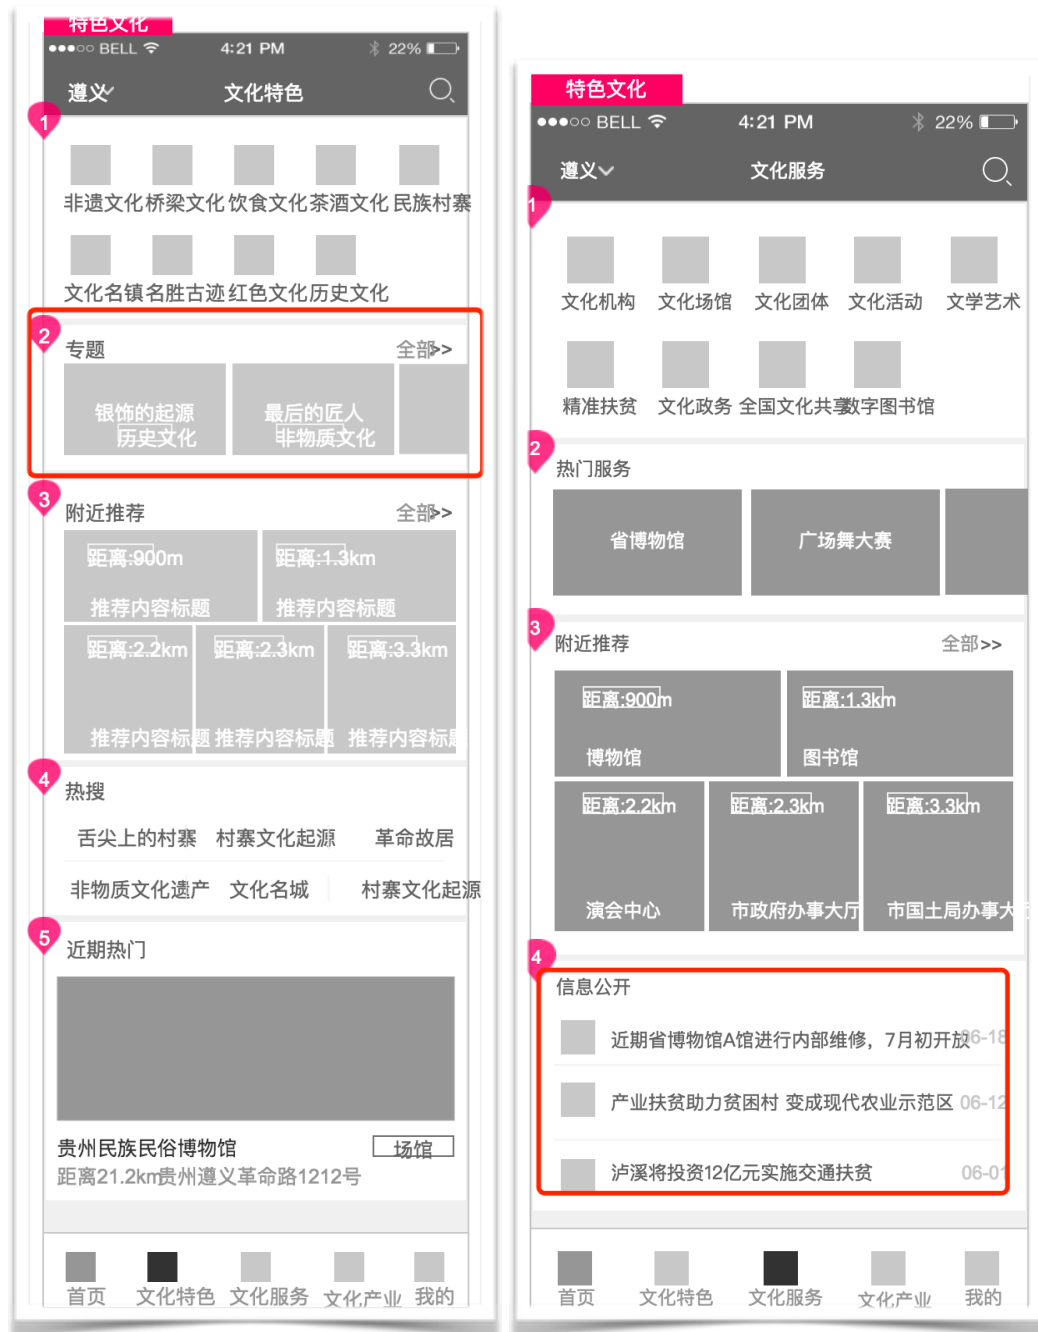 特色文化
BELL 4:21 PM 22%
遵义 文化特色
1
非遗文化 桥梁文化 饮食文化 茶酒文化 民族村寨
文化名镇 名胜古迹 红色文化 历史文化
2
专题 全部>>
银饰的起源 最后的匠人
历史文化 非物质文化
3
附近推荐 全部>>
距离:900m 距离:1.3km
推荐内容标题 推荐内容标题
距离:2.2km 距离:2.3km 距离:3.3km
推荐内容标题 推荐内容标题 推荐内容标题
4
热搜
舌尖上的村寨 村寨文化起源 革命故居
非物质文化遗产 文化名城 村寨文化起源
5
近期热门
贵州民族民俗博物馆 场馆
距离21.2km贵州遵义革命路1212号
首页 文化特色 文化服务 文化产业 我的
特色文化
BELL 4:21 PM 22%
遵义 文化服务
1
文化机构 文化场馆 文化团体 文化活动 文学艺术
精准扶贫 文化政务 全国文化共享 数字图书馆
2
热门服务
省博物馆 广场舞大赛
3
附近推荐 全部>>
距离:900m 距离:1.3km
博物馆 图书馆
距离:2.2km 距离:2.3km 距离:3.3km
演会中心 市政府办事大厅 市国土局办事大厅
4
信息公开
近期省博物馆A馆进行内部维修，7月初开放 06-18
产业扶贫助力贫困村 变成现代农业示范区 06-12
泸溪将投资12亿元实施交通扶贫 06-01
首页 文化特色 文化服务 文化产业 我的